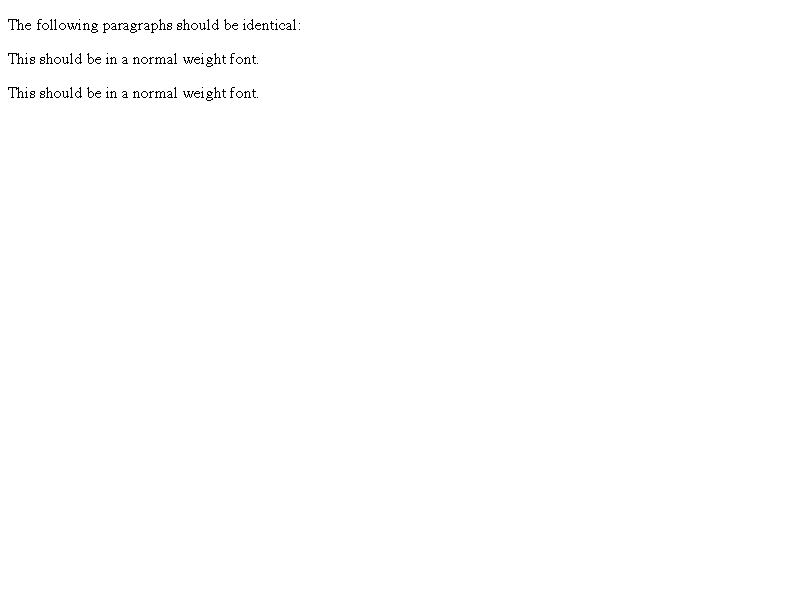 The following paragraphs should be identical:
This should be in a normal weight font.
This should be in a normal weight font.